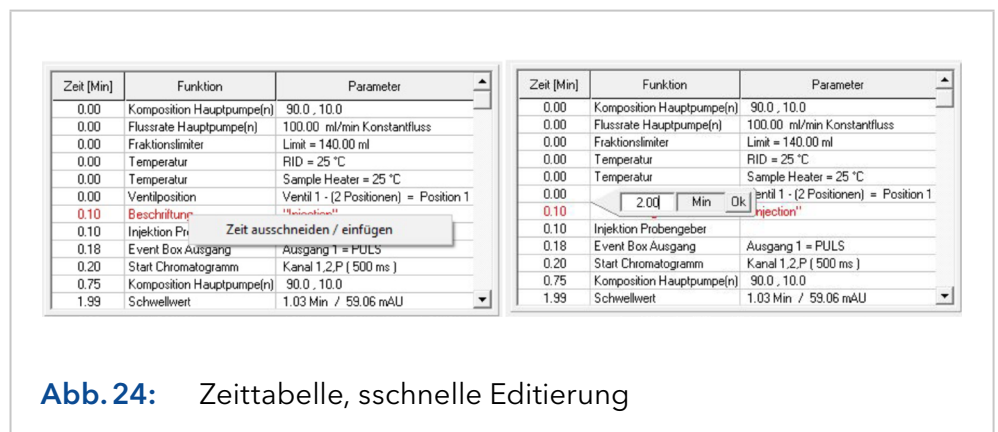 Zeit [Min] Funktion Parameter
0.00 Komposition Hauptpumpe(n) 90.0 , 10.0
0.00 Flussrate Hauptpumpe(n) 100.00 ml/min Konstantfluss
0.00 Fraktionslimiter Limit = 140.00 ml
0.00 Temperatur RID = 25 °C
0.00 Temperatur Sample Heater = 25 °C
0.00 Ventilposition Ventil 1 - (2 Positionen) = Position 1
0.10 Beschriftung "Injection"
0.10 Injektion Pr
Zeit ausschneiden / einfügen
0.18 Event Box Ausgang Ausgang 1 = PULS
0.20 Start Chromatogramm Kanal 1,2,P ( 500 ms )
0.75 Komposition Hauptpumpe(n) 90.0 , 10.0
1.99 Schwellwert 1.03 Min / 59.06 mAU
Zeit [Min] Funktion Parameter
0.00 Komposition Hauptpumpe(n) 90.0 , 10.0
0.00 Flussrate Hauptpumpe(n) 100.00 ml/min Konstantfluss
0.00 Fraktionslimiter Limit = 140.00 ml
0.00 Temperatur RID = 25 °C
0.00 Temperatur Sample Heater = 25 °C
0.00 Ventil 1 - (2 Positionen) = Position 1
2.00 Min Ok
0.10 njection"
0.10 Injektion Probengeber
0.18 Event Box Ausgang Ausgang 1 = PULS
0.20 Start Chromatogramm Kanal 1,2,P ( 500 ms )
0.75 Komposition Hauptpumpe(n) 90.0 , 10.0
1.99 Schwellwert 1.03 Min / 59.06 mAU
Abb. 24: Zeittabelle, sschnelle Editierung